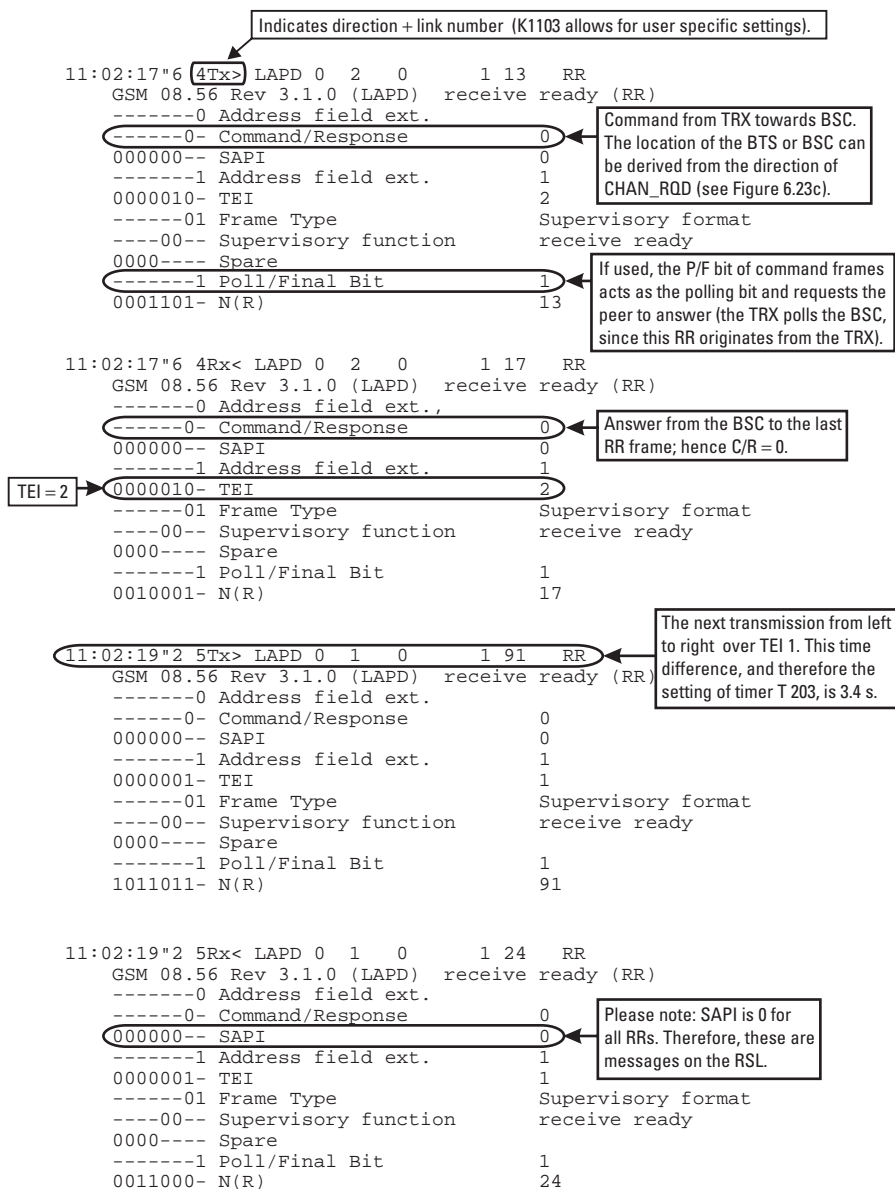 Indicates direction + link number (K1103 allows for user specific settings).
11:02:17"6 4Tx> LAPD 0 2 0 1 13 RR
GSM 08.56 Rev 3.1.0 (LAPD) receive ready (RR)
-------0 Address field ext.
------0- Command/Response 0
000000-- SAPI 0
-------1 Address field ext. 1
0000010- TEI 2
------01 Frame Type Supervisory format
----00-- Supervisory function receive ready
0000---- Spare
-------1 Poll/Final Bit 1
0001101- N(R) 13
Command from TRX towards BSC.
The location of the BTS or BSC can
be derived from the direction of
CHAN_RQD (see Figure 6.23c).
If used, the P/F bit of command frames
acts as the polling bit and requests the
peer to answer (the TRX polls the BSC,
since this RR originates from the TRX).
11:02:17"6 4Rx< LAPD 0 2 0 1 17 RR
GSM 08.56 Rev 3.1.0 (LAPD) receive ready (RR)
-------0 Address field ext.,
------0- Command/Response 0
000000-- SAPI 0
-------1 Address field ext. 1
0000010- TEI 2
------01 Frame Type Supervisory format
----00-- Supervisory function receive ready
0000---- Spare
-------1 Poll/Final Bit 1
0010001- N(R) 17
Answer from the BSC to the last
RR frame; hence C/R = 0.
TEI = 2
11:02:19"2 5Tx> LAPD 0 1 0 1 91 RR
GSM 08.56 Rev 3.1.0 (LAPD) receive ready (RR)
-------0 Address field ext.
------0- Command/Response 0
000000-- SAPI 0
-------1 Address field ext. 1
0000001- TEI 1
------01 Frame Type Supervisory format
----00-- Supervisory function receive ready
0000---- Spare
-------1 Poll/Final Bit 1
1011011- N(R) 91
The next transmission from left
to right over TEI 1. This time
difference, and therefore the
setting of timer T 203, is 3.4 s.
11:02:19"2 5Rx< LAPD 0 1 0 1 24 RR
GSM 08.56 Rev 3.1.0 (LAPD) receive ready (RR)
-------0 Address field ext.
------0- Command/Response 0
000000-- SAPI 0
-------1 Address field ext. 1
0000001- TEI 1
------01 Frame Type Supervisory format
----00-- Supervisory function receive ready
0000---- Spare
-------1 Poll/Final Bit 1
0011000- N(R) 24
Please note: SAPI is 0 for
all RRs. Therefore, these are
messages on the RSL.